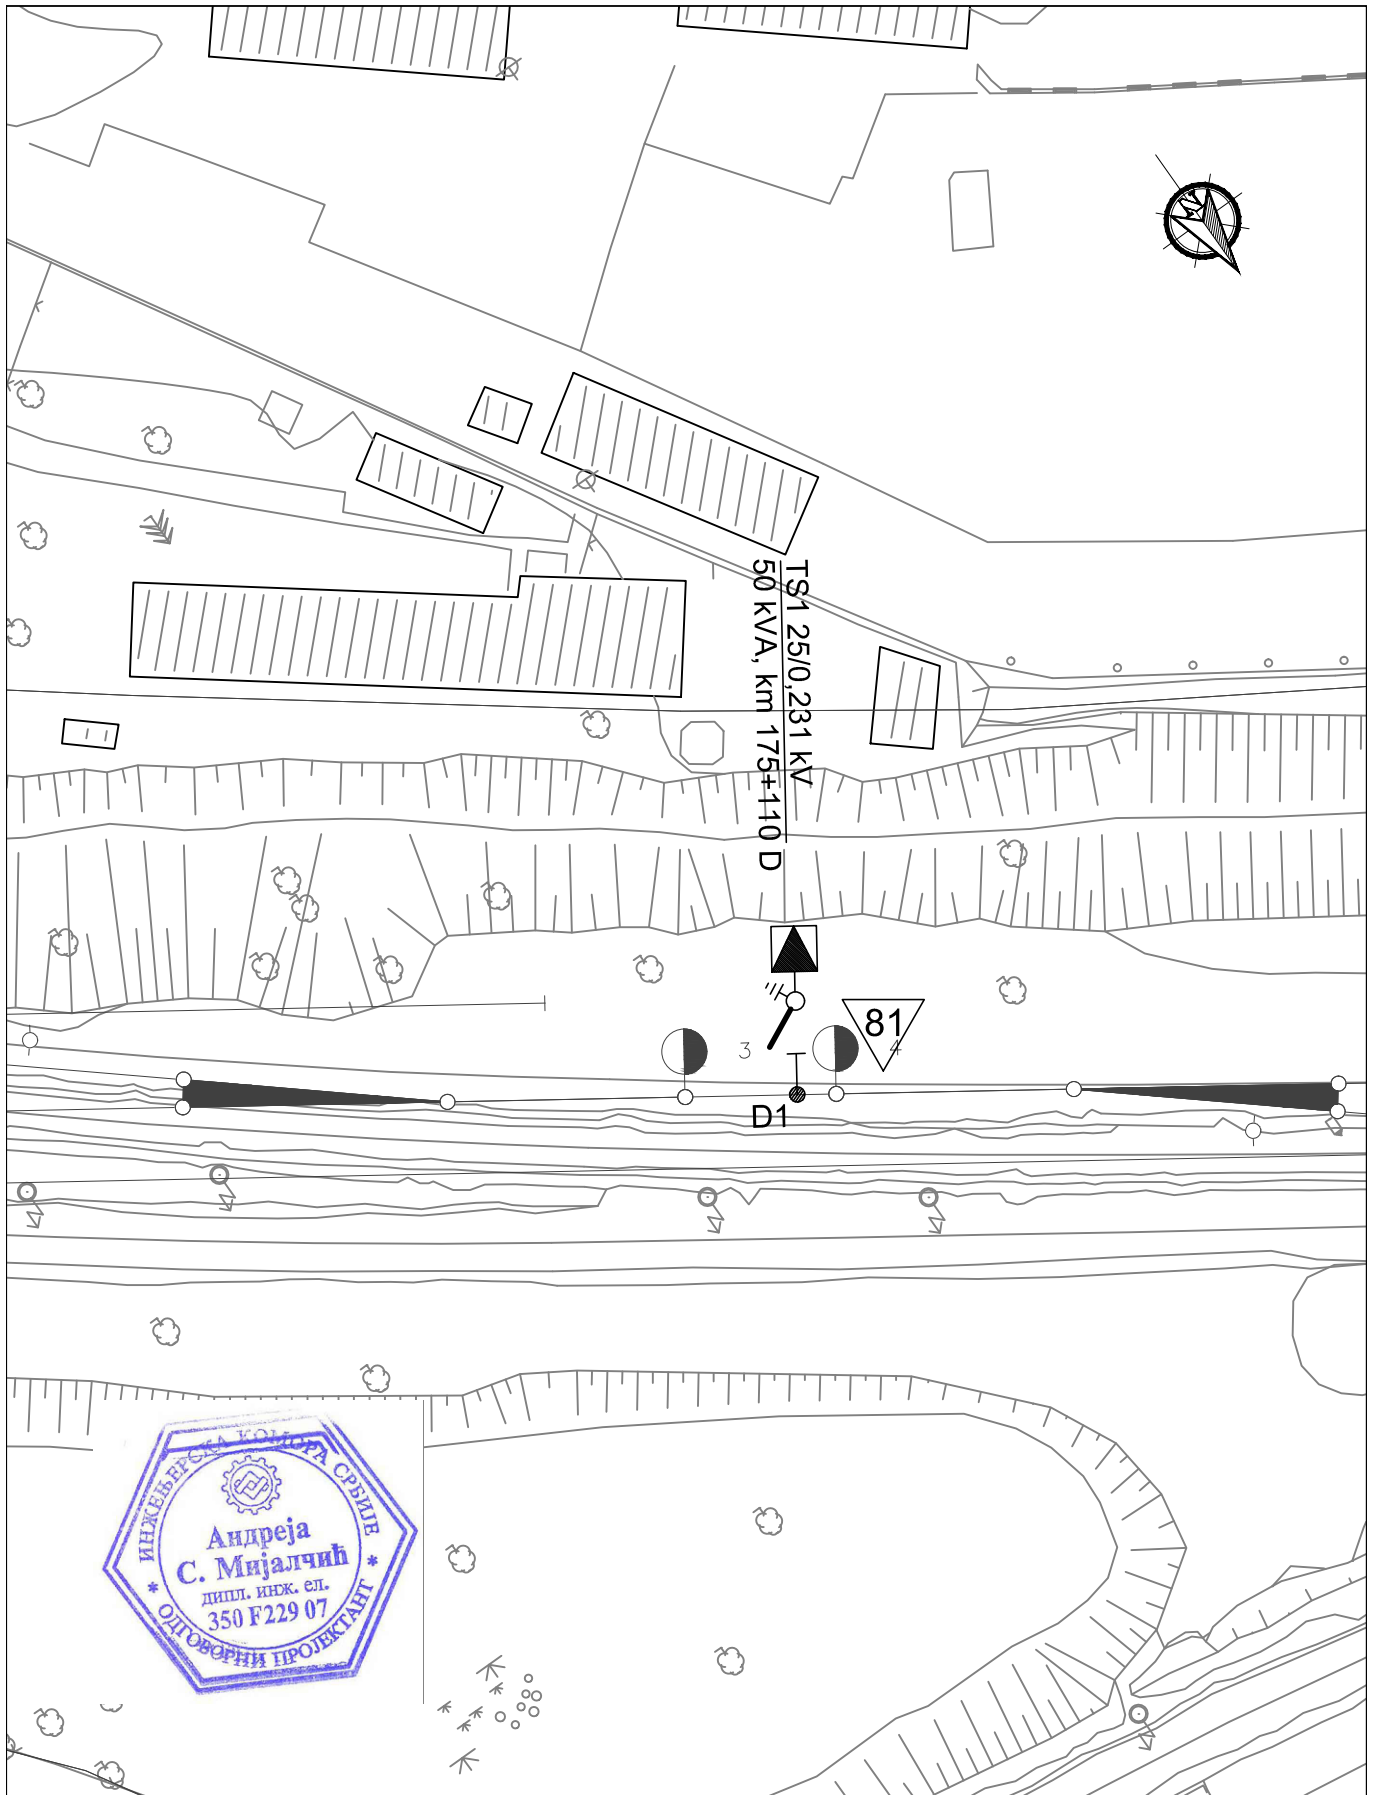 TS1 25/0,231 kV
50 kVA, km 175+110 D
81
3
4
D1
ИНЖЕЊЕРСКА КОМОРА СРБИЈЕ
Андреја
С. Мијалчић
дипл. инж. ел.
350 F229 07
* ОДГОВОРНИ ПРОЈЕКТАНТ *